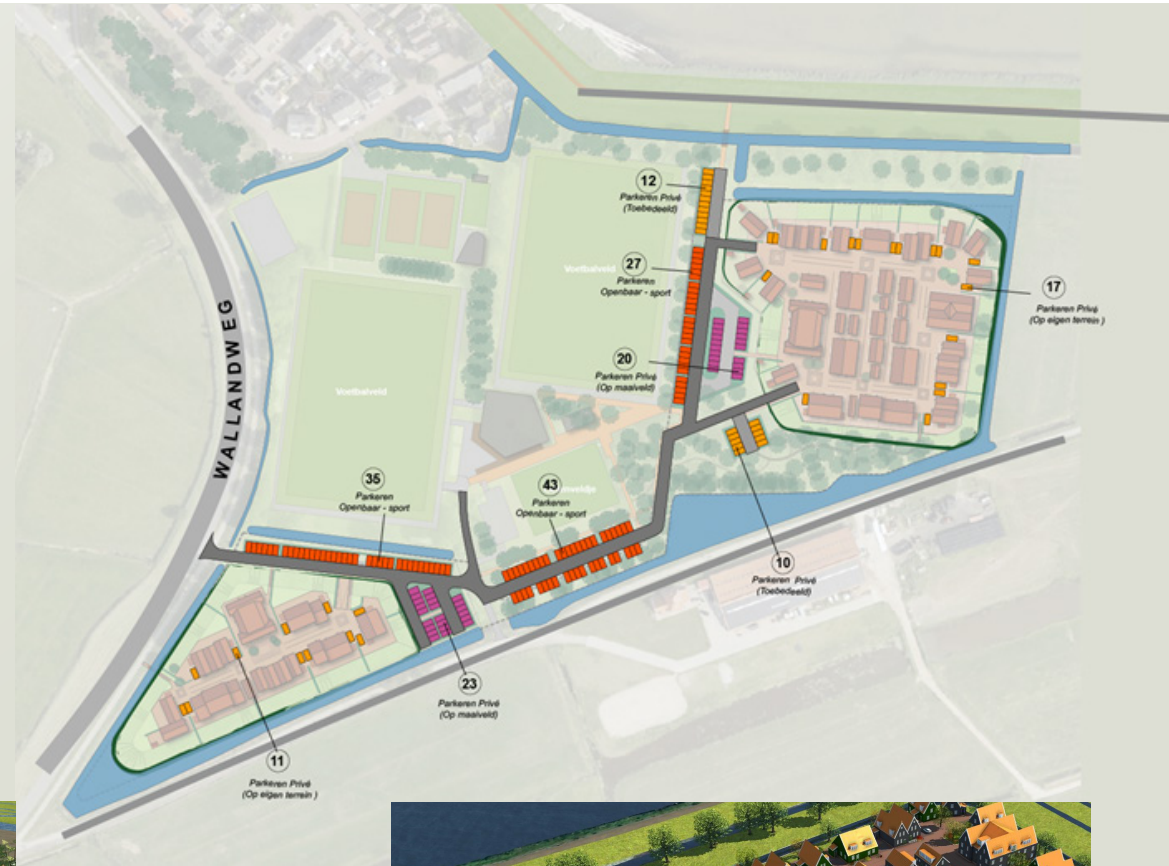 12
Parkeren Privé
(Toebedeeld)
27
Voetbalveld
Parkeren
Openbaar - sport
17
Parkeren Privé
(Op eigen terrein )
20
Parkeren Privé
(Op maaiveld)
Voetbalveld
WALLANDWEG
35
Parkeren
Openbaar - sport
43
Parkeren
Openbaar - sport
10
Parkeren Privé
(Toebedeeld)
23
Parkeren Privé
(Op maaiveld)
11
Parkeren Privé
(Op eigen terrein )